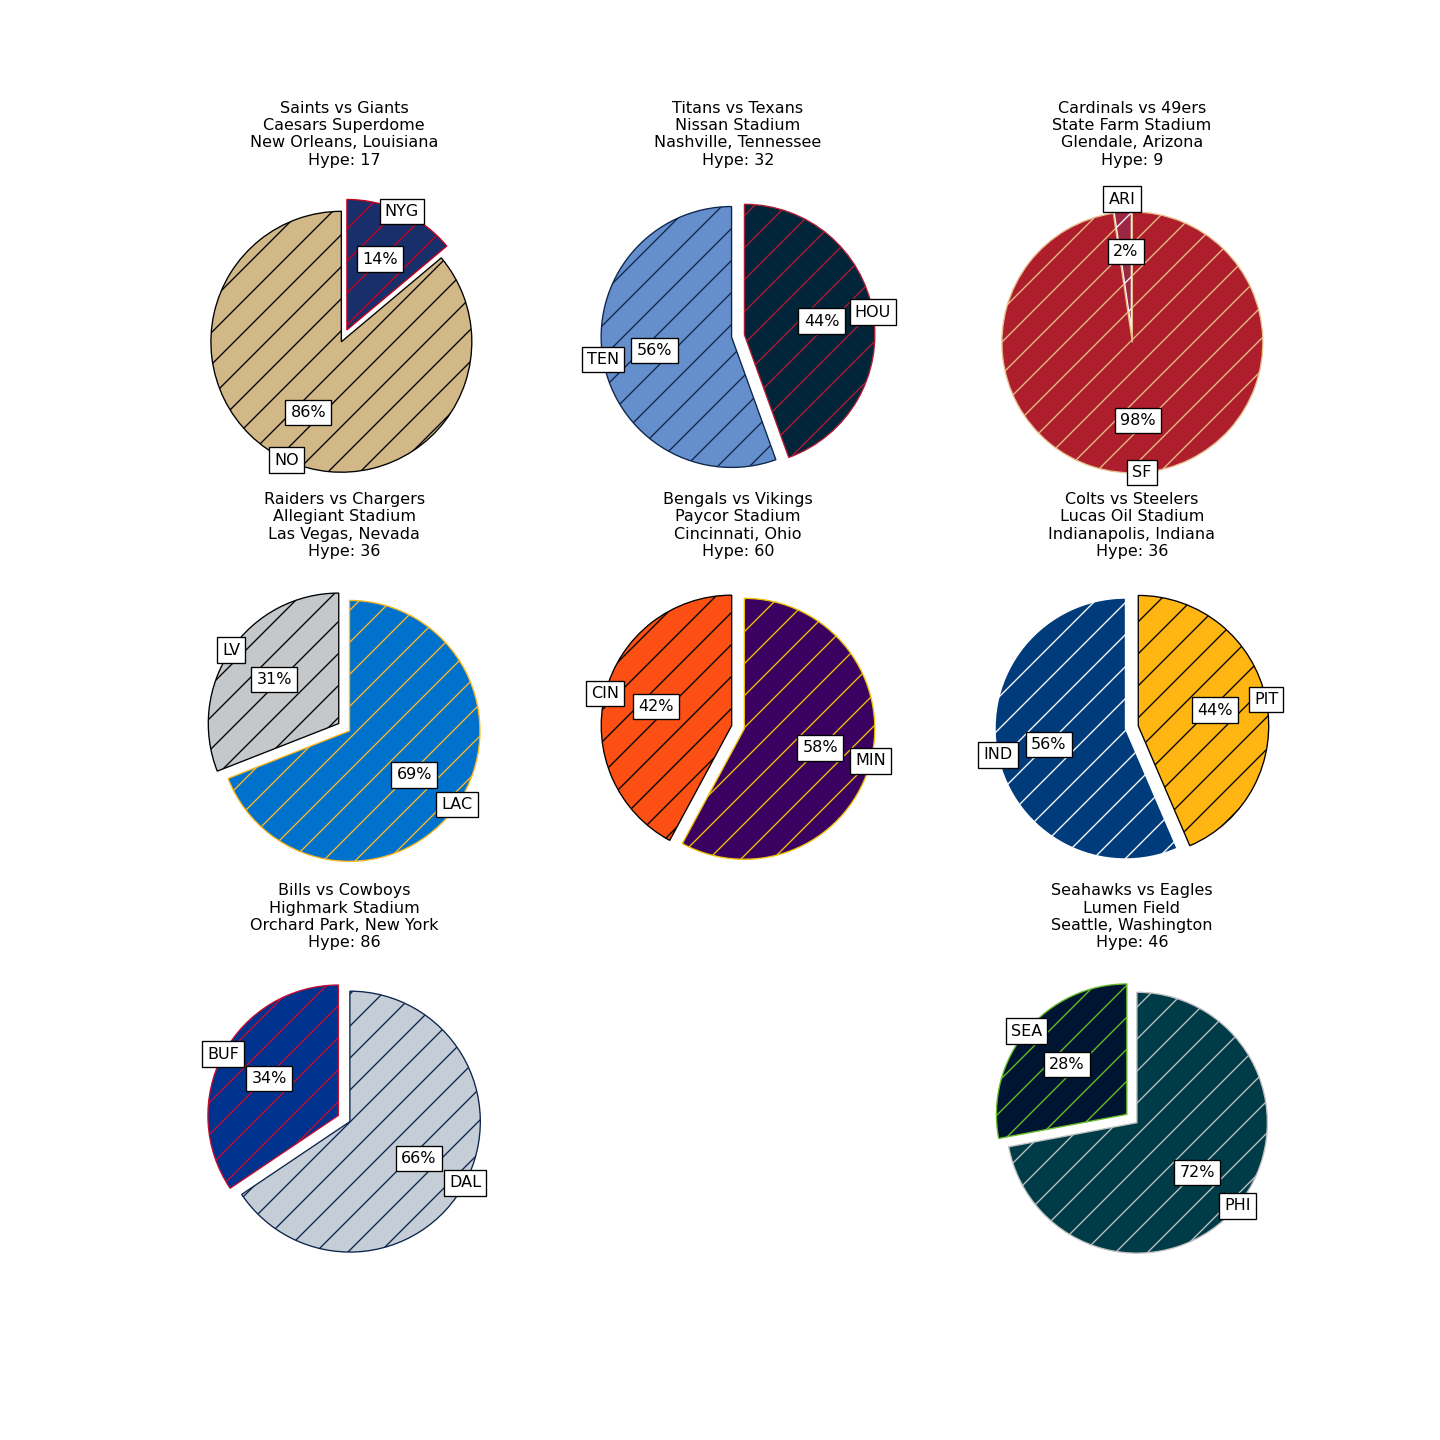 Saints vs Giants
Caesars Superdome
New Orleans, Louisiana
Hype: 17
NYG
14%
86%
NO
Titans vs Texans
Nissan Stadium
Nashville, Tennessee
Hype: 32
HOU
44%
56%
TEN
Cardinals vs 49ers
State Farm Stadium
Glendale, Arizona
Hype: 9
ARI
2%
98%
SF
Raiders vs Chargers
Allegiant Stadium
Las Vegas, Nevada
Hype: 36
LV
31%
69%
LAC
Bengals vs Vikings
Paycor Stadium
Cincinnati, Ohio
Hype: 60
CIN
42%
58%
MIN
Colts vs Steelers
Lucas Oil Stadium
Indianapolis, Indiana
Hype: 36
PIT
44%
56%
IND
Bills vs Cowboys
Highmark Stadium
Orchard Park, New York
Hype: 86
BUF
34%
66%
DAL
Seahawks vs Eagles
Lumen Field
Seattle, Washington
Hype: 46
SEA
28%
72%
PHI